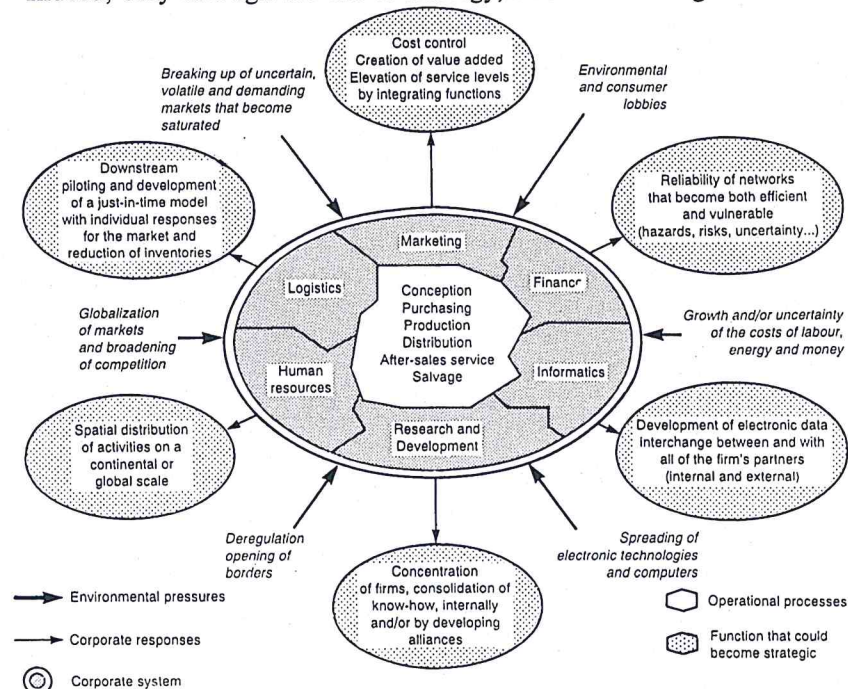 Cost control
Creation of value added
Elevation of service levels
by integrating functions
Breaking up of uncertain,
volatile and demanding
markets that become
saturated
Environmental
and consumer
lobbies
Downstream
piloting and development
of a just-in-time model
with individual responses
for the market and
reduction of inventories
Reliability of networks
that become both efficient
and vulnerable
(hazards, risks, uncertainty...)
Marketing
Logistics
Finance
Conception
Purchasing
Production
Distribution
After-sales service
Salvage
Globalization
of markets
and broadening
of competition
Growth and/or uncertainty
of the costs of labour,
energy and money
Human
resources
Informatics
Research and
Development
Spatial distribution
of activities on a
continental or
global scale
Development of electronic data
interchange between and with
all of the firm's partners
(internal and external)
Deregulation
opening of
borders
Spreading of
electronic technologies
and computers
Concentration
of firms, consolidation of
know-how, internally
and/or by developing
alliances
Environmental pressures
Corporate responses
Corporate system
Operational processes
Function that could
become strategic